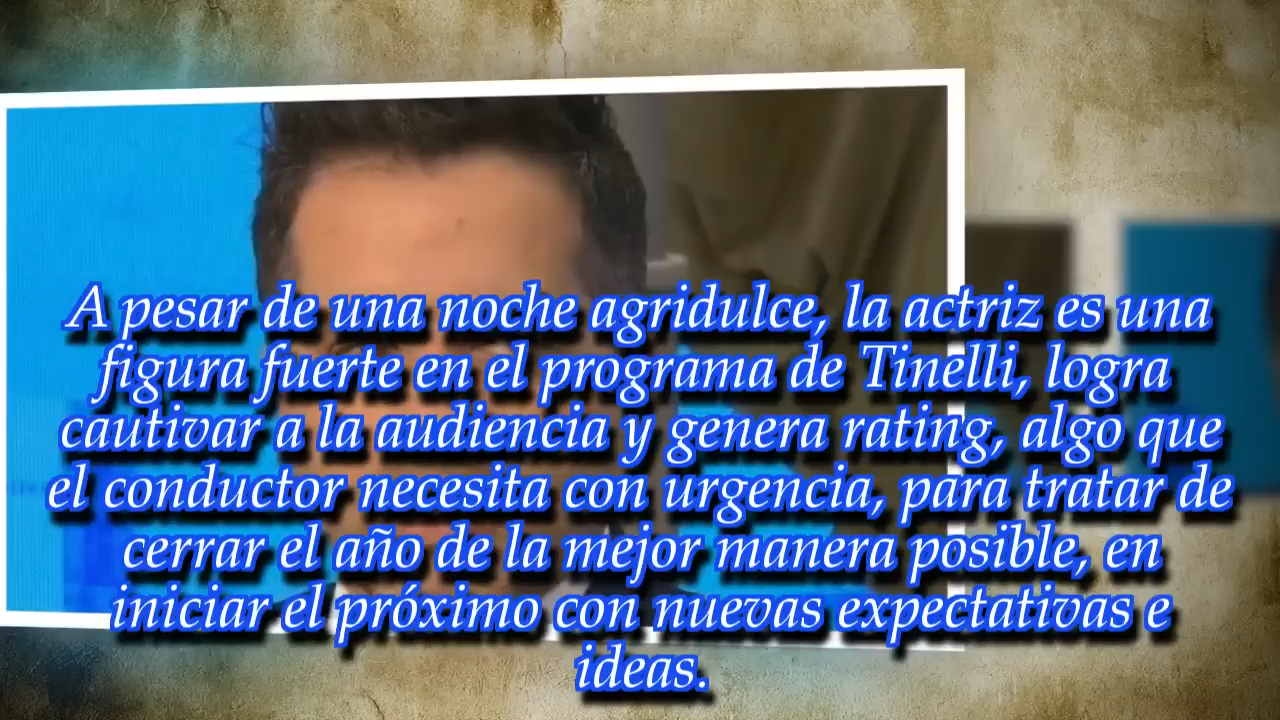 A pesar de una noche agridulce, la actriz es una
figura fuerte en el programa de Tinelli, logra
cautivar a la audiencia y genera rating, algo que
el conductor necesita con urgencia, para tratar de
cerrar el año de la mejor manera posible, en
iniciar el próximo con nuevas expectativas e
ideas.